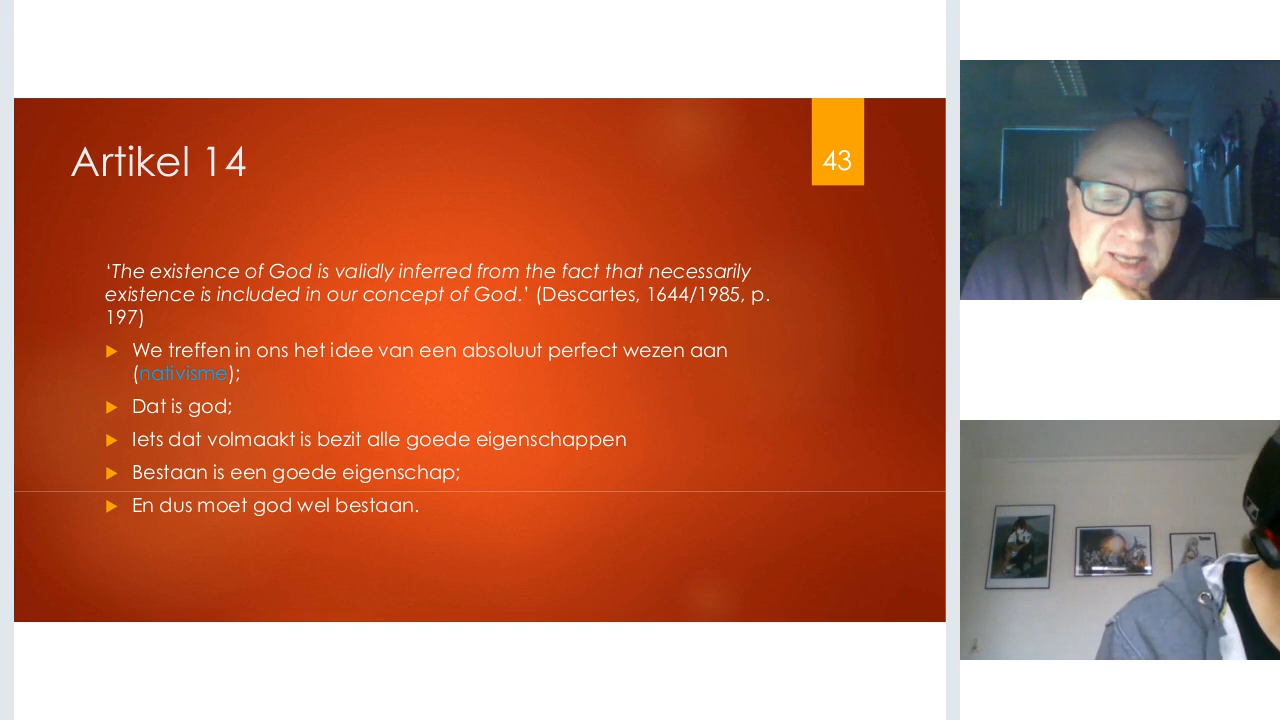 Artikel 14
43
‘The existence of God is validly inferred from the fact that necessarily
existence is included in our concept of God.’ (Descartes, 1644/1985, p.
197)
We treffen in ons het idee van een absoluut perfect wezen aan
(nativisme);
Dat is god;
Iets dat volmaakt is bezit alle goede eigenschappen
Bestaan is een goede eigenschap;
En dus moet god wel bestaan.